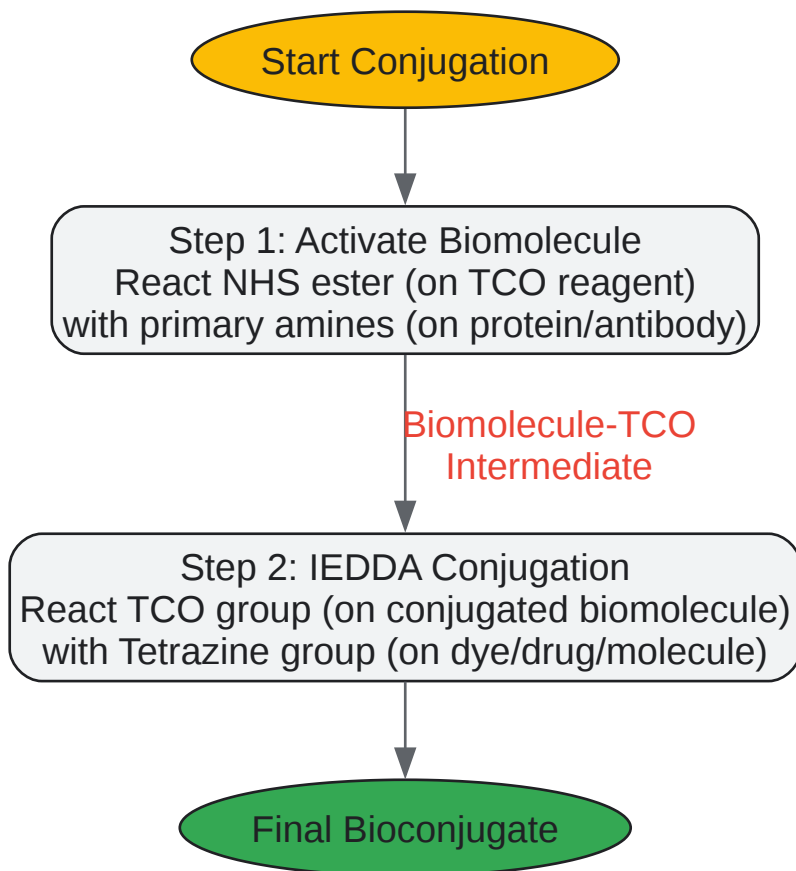 Start Conjugation
Step 1: Activate Biomolecule
React NHS ester (on TCO reagent)
with primary amines (on protein/antibody)
Biomolecule-TCO
Intermediate
Step 2: IEDDA Conjugation
React TCO group (on conjugated biomolecule)
with Tetrazine group (on dye/drug/molecule)
Final Bioconjugate